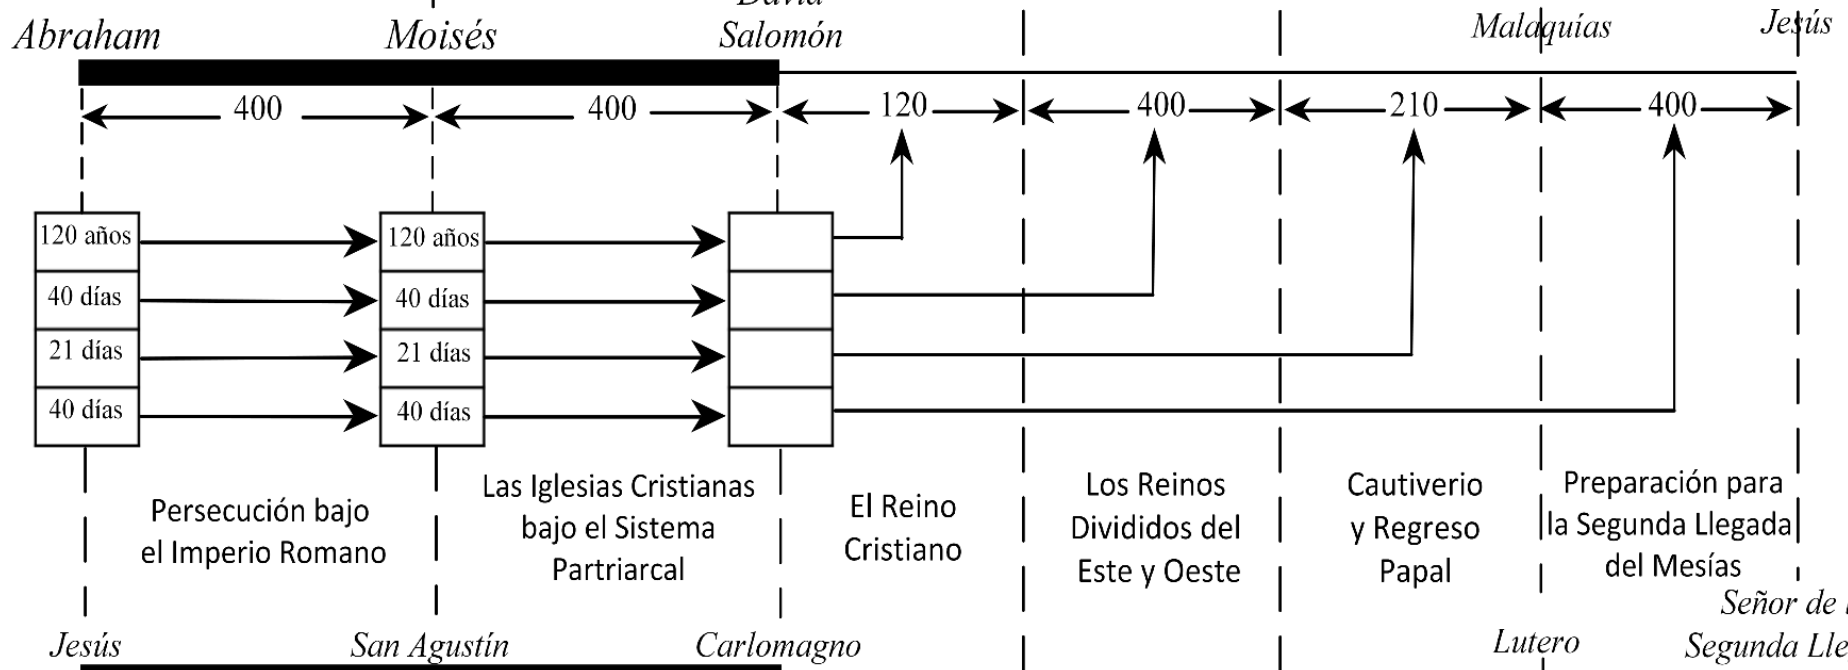 David
Abraham
Moisés
Salomón
Malaquías
Jesús
400
400
120
400
210
400
120 años
120 años
40 días
40 días
21 días
21 días
40 días
40 días
Persecución bajo
el Imperio Romano
Las Iglesias Cristianas
bajo el Sistema
Partriarcal
El Reino
Cristiano
Los Reinos
Divididos del
Este y Oeste
Cautiverio
y Regreso
Papal
Preparación para
la Segunda Llegada
del Mesías
Jesús
San Agustín
Carlomagno
Lutero
Señor de
Segunda